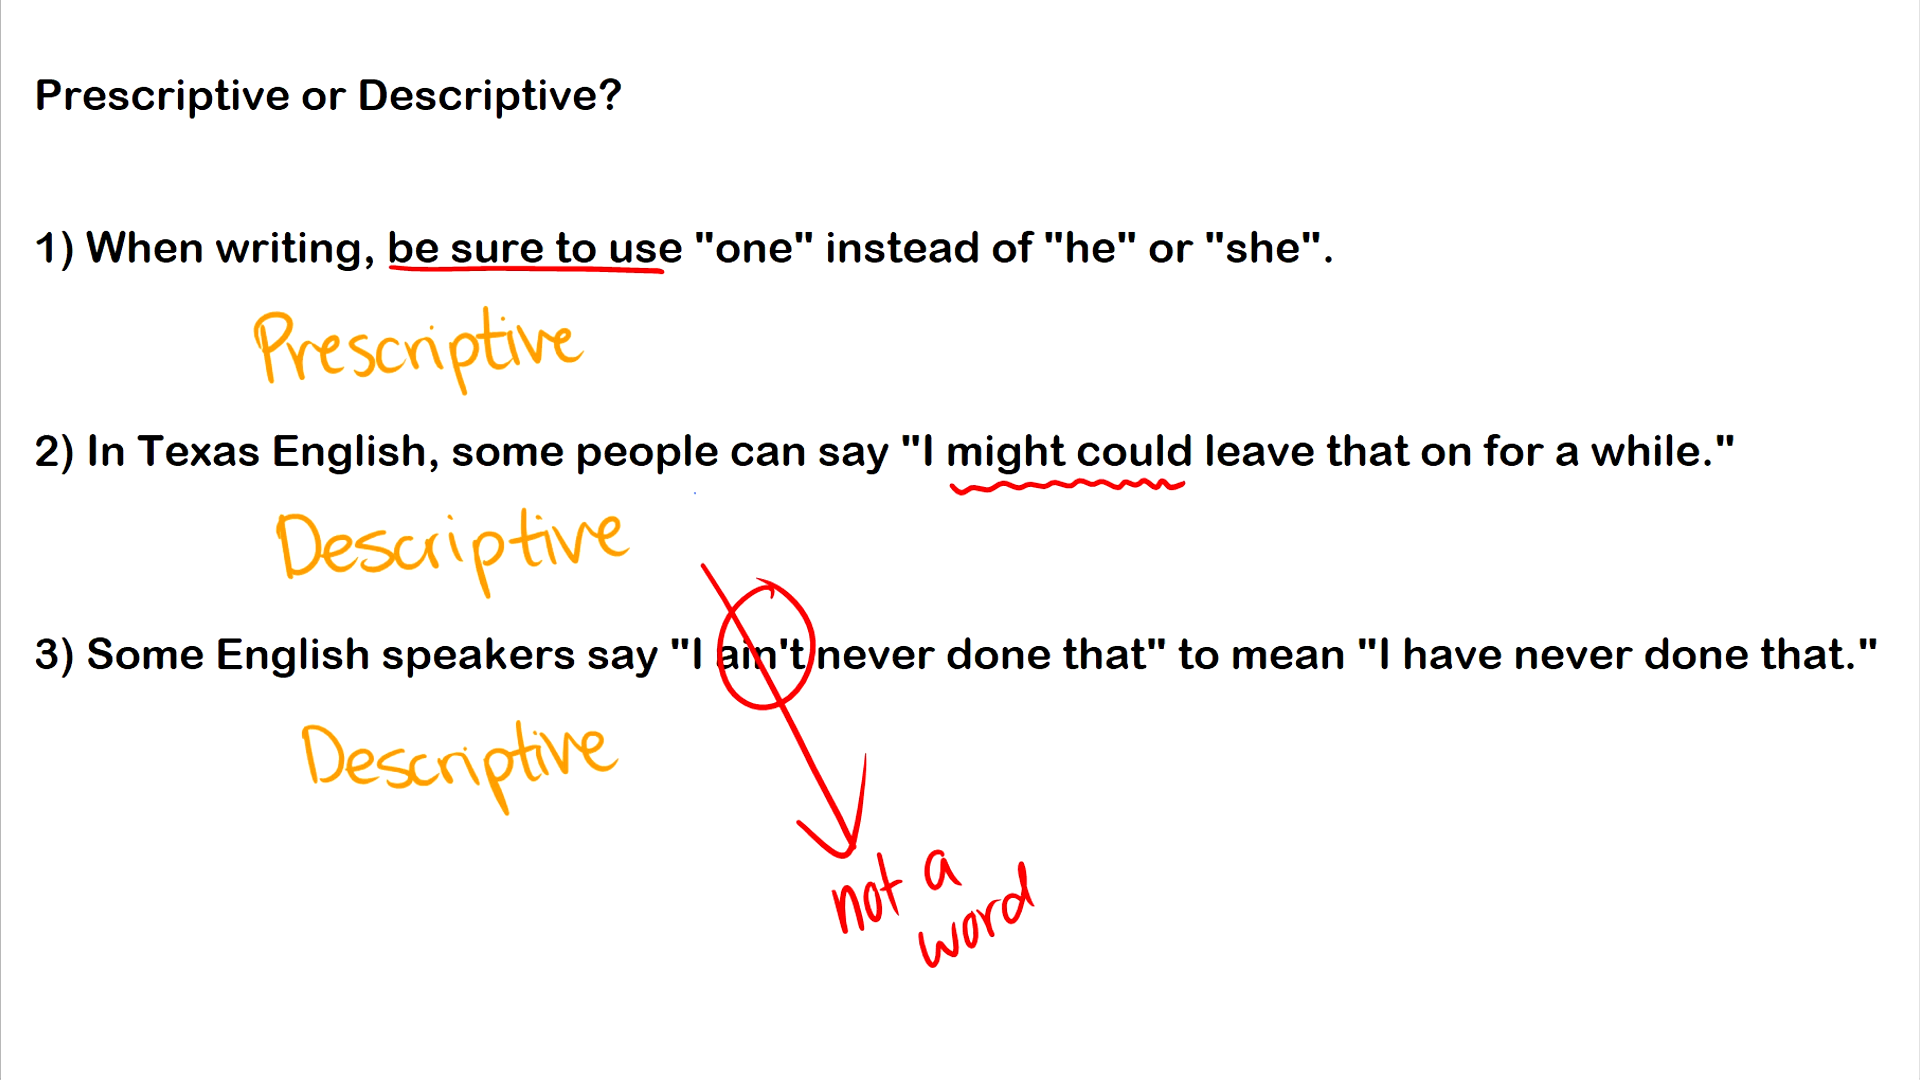 Prescriptive or Descriptive?
1) When writing, be sure to use "one" instead of "he" or "she".
Prescriptive
2) In Texas English, some people can say "I might could leave that on for a while."
Descriptive
3) Some English speakers say "I ain't never done that" to mean "I have never done that."
Descriptive
not a
word